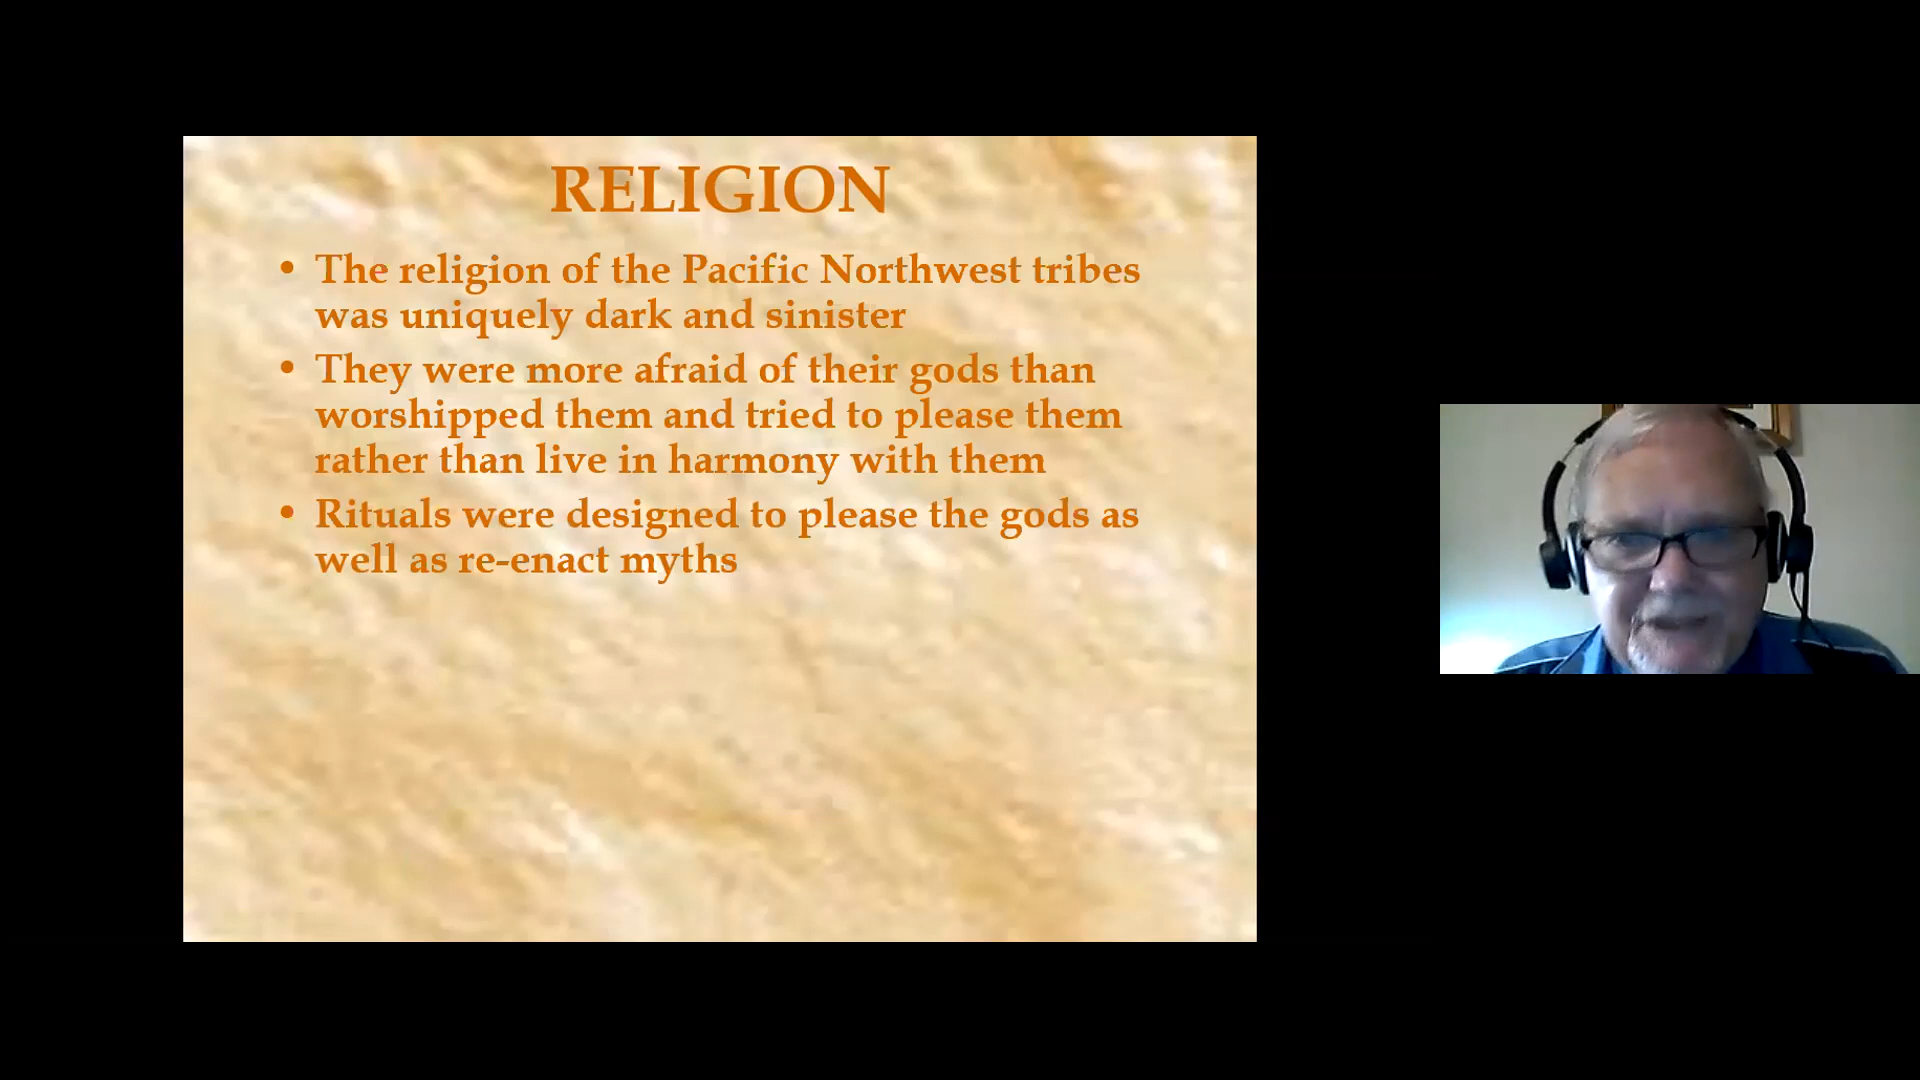 RELIGION
• The religion of the Pacific Northwest tribes
was uniquely dark and sinister
• They were more afraid of their gods than
worshipped them and tried to please them
rather than live in harmony with them
• Rituals were designed to please the gods as
well as re-enact myths